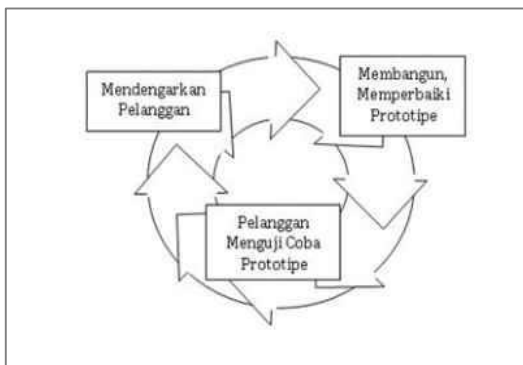 Mendengarkan
Pelanggan
Membangun,
Memperbaiki
Prototipe
Pelanggan
Menguji Coba
Prototipe